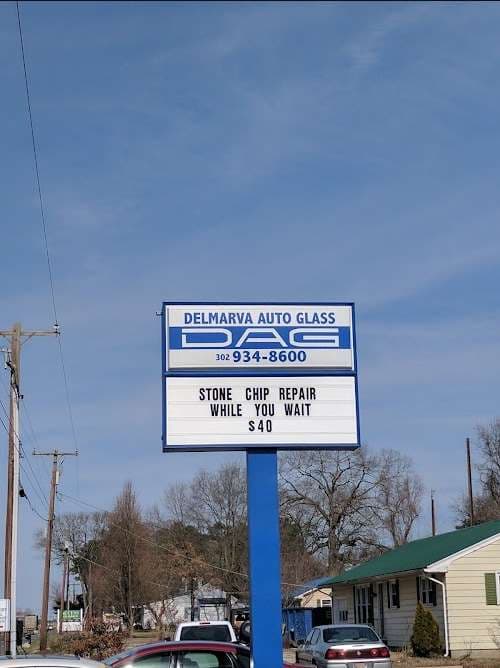 DELMARVA AUTO GLASS
DAG
302 934-8600
STONE CHIP REPAIR
WHILE YOU WAIT
$40